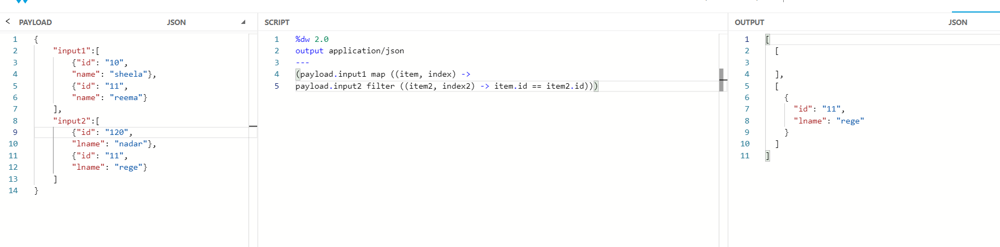 PAYLOAD JSON
1 {
2 "input1":[
3 {"id": "10",
4 "name": "sheela"},
5 {"id": "11",
6 "name": "reema"}
7 ],
8 "input2":[
9 {"id": "120",
10 "lname": "nadar"},
11 {"id": "11",
12 "lname": "rege"}
13 ]
14 }
SCRIPT
1 %dw 2.0
2 output application/json
3 ---
4 (payload.input1 map ((item, index) ->
5 payload.input2 filter ((item2, index2) -> item.id == item2.id)))
OUTPUT JSON
1 [
2 [
3
4 ],
5 [
6 {
7 "id": "11",
8 "lname": "rege"
9 }
10 ]
11 ]